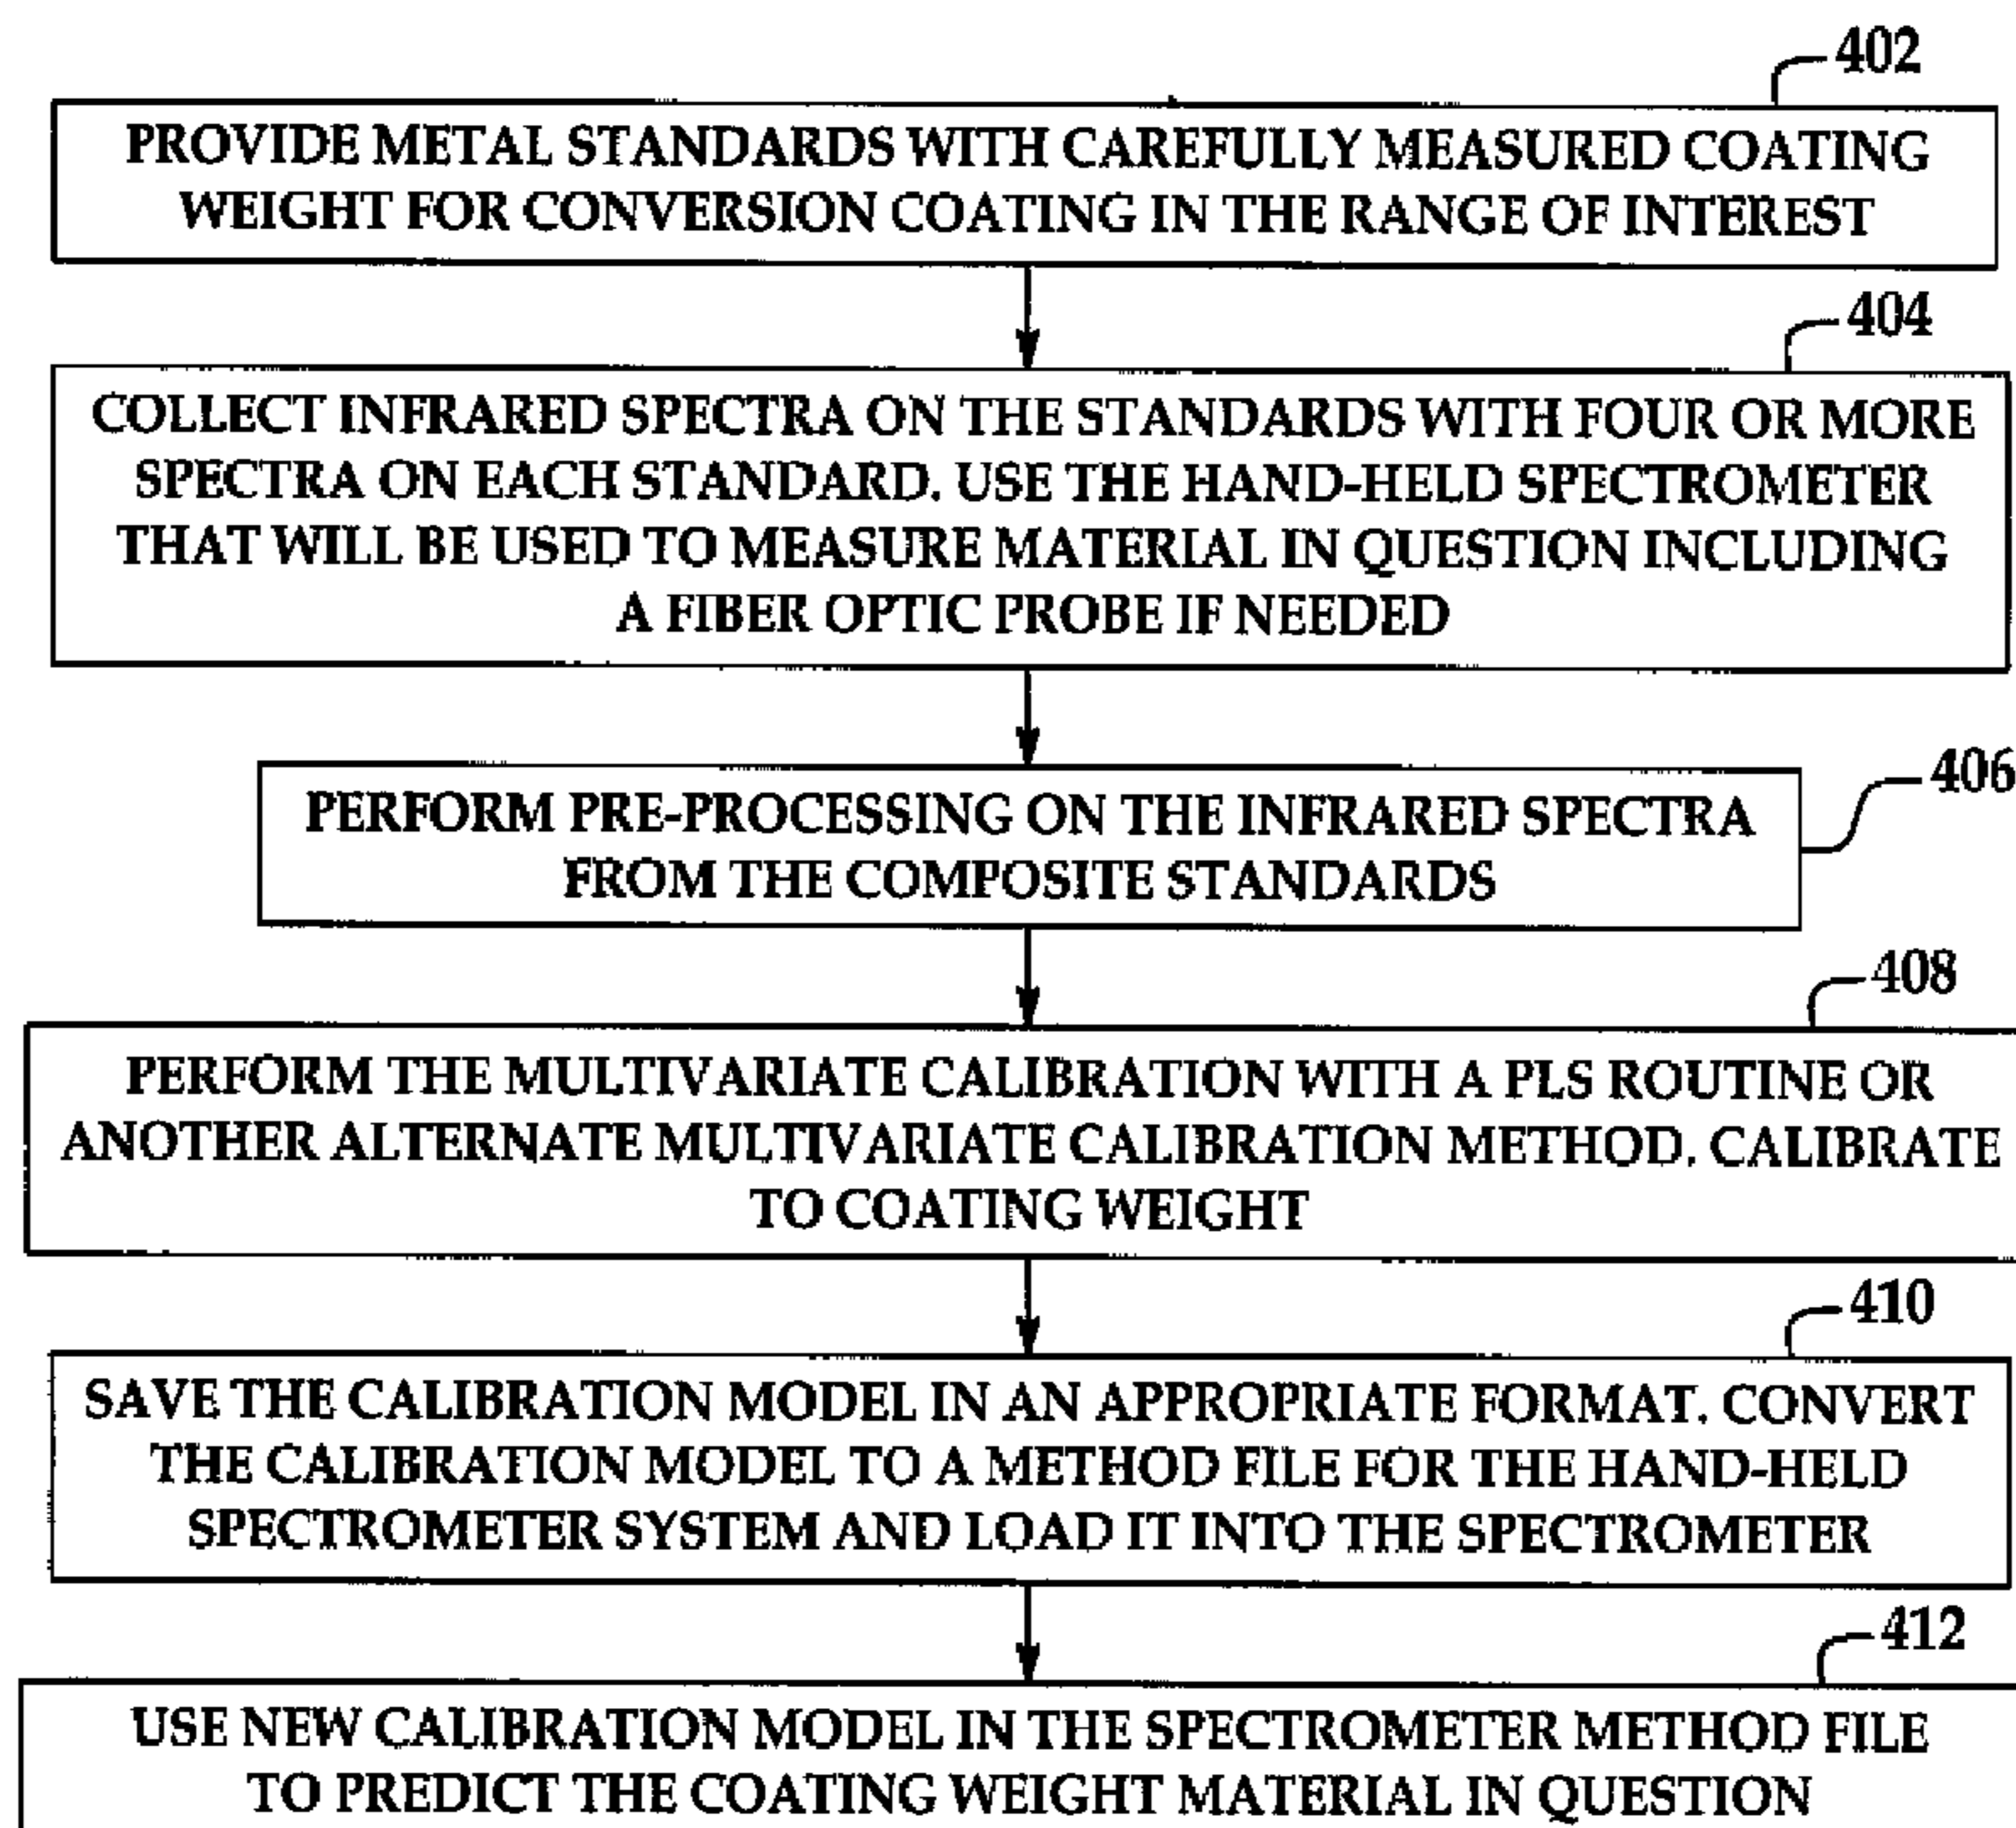 402
PROVIDE METAL STANDARDS WITH CAREFULLY MEASURED COATING
WEIGHT FOR CONVERSION COATING IN THE RANGE OF INTEREST
404
COLLECT INFRARED SPECTRA ON THE STANDARDS WITH FOUR OR MORE
SPECTRA ON EACH STANDARD. USE THE HAND-HELD SPECTROMETER
THAT WILL BE USED TO MEASURE MATERIAL IN QUESTION INCLUDING
A FIBER OPTIC PROBE IF NEEDED
406
PERFORM PRE-PROCESSING ON THE INFRARED SPECTRA
FROM THE COMPOSITE STANDARDS
408
PERFORM THE MULTIVARIATE CALIBRATION WITH A PLS ROUTINE OR
ANOTHER ALTERNATE MULTIVARIATE CALIBRATION METHOD. CALIBRATE
TO COATING WEIGHT
410
SAVE THE CALIBRATION MODEL IN AN APPROPRIATE FORMAT. CONVERT
THE CALIBRATION MODEL TO A METHOD FILE FOR THE HAND-HELD
SPECTROMETER SYSTEM AND LOAD IT INTO THE SPECTROMETER
412
USE NEW CALIBRATION MODEL IN THE SPECTROMETER METHOD FILE
TO PREDICT THE COATING WEIGHT MATERIAL IN QUESTION